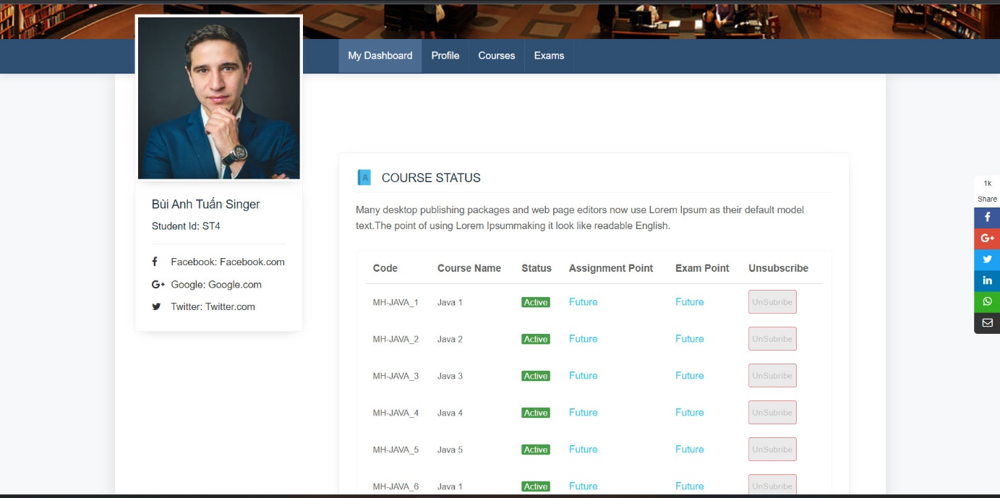 My Dashboard Profile Courses Exams
Bùi Anh Tuấn Singer
Student Id: ST4
Facebook: Facebook.com
Google: Google.com
Twitter: Twitter.com
A COURSE STATUS
Many desktop publishing packages and web page editors now use Lorem Ipsum as their default model
text.The point of using Lorem Ipsummaking it look like readable English.
Code Course Name Status Assignment Point Exam Point Unsubscribe
MH-JAVA_1 Java 1 Active Future Future UnSubribe
MH-JAVA_2 Java 2 Active Future Future UnSubribe
MH-JAVA_3 Java 3 Active Future Future UnSubribe
MH-JAVA_4 Java 4 Active Future Future UnSubribe
MH-JAVA_5 Java 5 Active Future Future UnSubribe
MH-JAVA_6 Java 1 Active Future Future UnSubribe
1k
Share